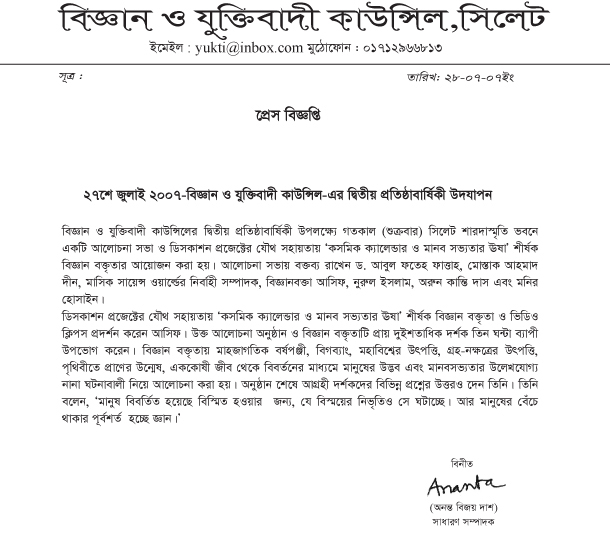 বিজ্ঞান ও যুক্তিবাদী কাউন্সিল,সিলেট
ইমেইল : yukti@inbox.com মুঠোফোন : ০১৭১২৯৬৬৮১৩
সূত্র :
তারিখ: ২৮-০৭-০৭ইং
প্রেস বিজ্ঞপ্তি
২৭শে জুলাই ২০০৭-বিজ্ঞান ও যুক্তিবাদী কাউন্সিল-এর দ্বিতীয় প্রতিষ্ঠাবার্ষিকী উদযাপন
বিজ্ঞান ও যুক্তিবাদী কাউন্সিলের দ্বিতীয় প্রতিষ্ঠাবার্ষিকী উপলক্ষ্যে গতকাল (শুক্রবার) সিলেট শারদাস্মৃতি ভবনে
একটি আলোচনা সভা ও ডিসকাশন প্রজেক্টের যৌথ সহায়তায় ‘কসমিক ক্যালেন্ডার ও মানব সভ্যতার ঊষা’ শীর্ষক
বিজ্ঞান বক্তৃতার আয়োজন করা হয়। আলোচনা সভায় বক্তব্য রাখেন ড. আবুল ফতেহ ফাত্তাহ, মোস্তাক আহমাদ
দীন, মাসিক সায়েন্স ওয়ার্ল্ডের নির্বাহী সম্পাদক, বিজ্ঞানবক্তা আসিফ, নুরুল ইসলাম, অরুন কান্তি দাস এবং মনির
হোসাইন।
ডিসকাশন প্রজেক্টের যৌথ সহায়তায় ‘কসমিক ক্যালেন্ডার ও মানব সভ্যতার ঊষা’ শীর্ষক বিজ্ঞান বক্তৃতা ও ভিডিও
ক্লিপস প্রদর্শন করেন আসিফ। উক্ত আলোচনা অনুষ্ঠান ও বিজ্ঞান বক্তৃতাটি প্রায় দুইশতাধিক দর্শক তিন ঘন্টা ব্যাপী
উপভোগ করেন। বিজ্ঞান বক্তৃতায় মাহজাগতিক বর্ষপঞ্জী, বিগব্যাং, মহাবিশ্বের উৎপত্তি, গ্রহ-নক্ষত্রের উৎপত্তি,
পৃথিবীতে প্রাণের উন্মেষ, এককোষী জীব থেকে বিবর্তনের মাধ্যমে মানুষের উদ্ভব এবং মানবসভ্যতার উলেখযোগ্য
নানা ঘটনাবালী নিয়ে আলোচনা করা হয়। অনুষ্ঠান শেষে আগ্রহী দর্শকদের বিভিন্ন প্রশ্নের উত্তরও দেন তিনি। তিনি
বলেন, ‘মানুষ বিবর্তিত হয়েছে বিস্মিত হওয়ার জন্য, যে বিস্ময়ের নিভৃতিও সে ঘটাচ্ছে। আর মানুষের বেঁচে
থাকার পূর্বশর্ত হচ্ছে জ্ঞান।’
বিনীত
Ananta
(অনন্ত বিজয় দাশ)
সাধারণ সম্পাদক